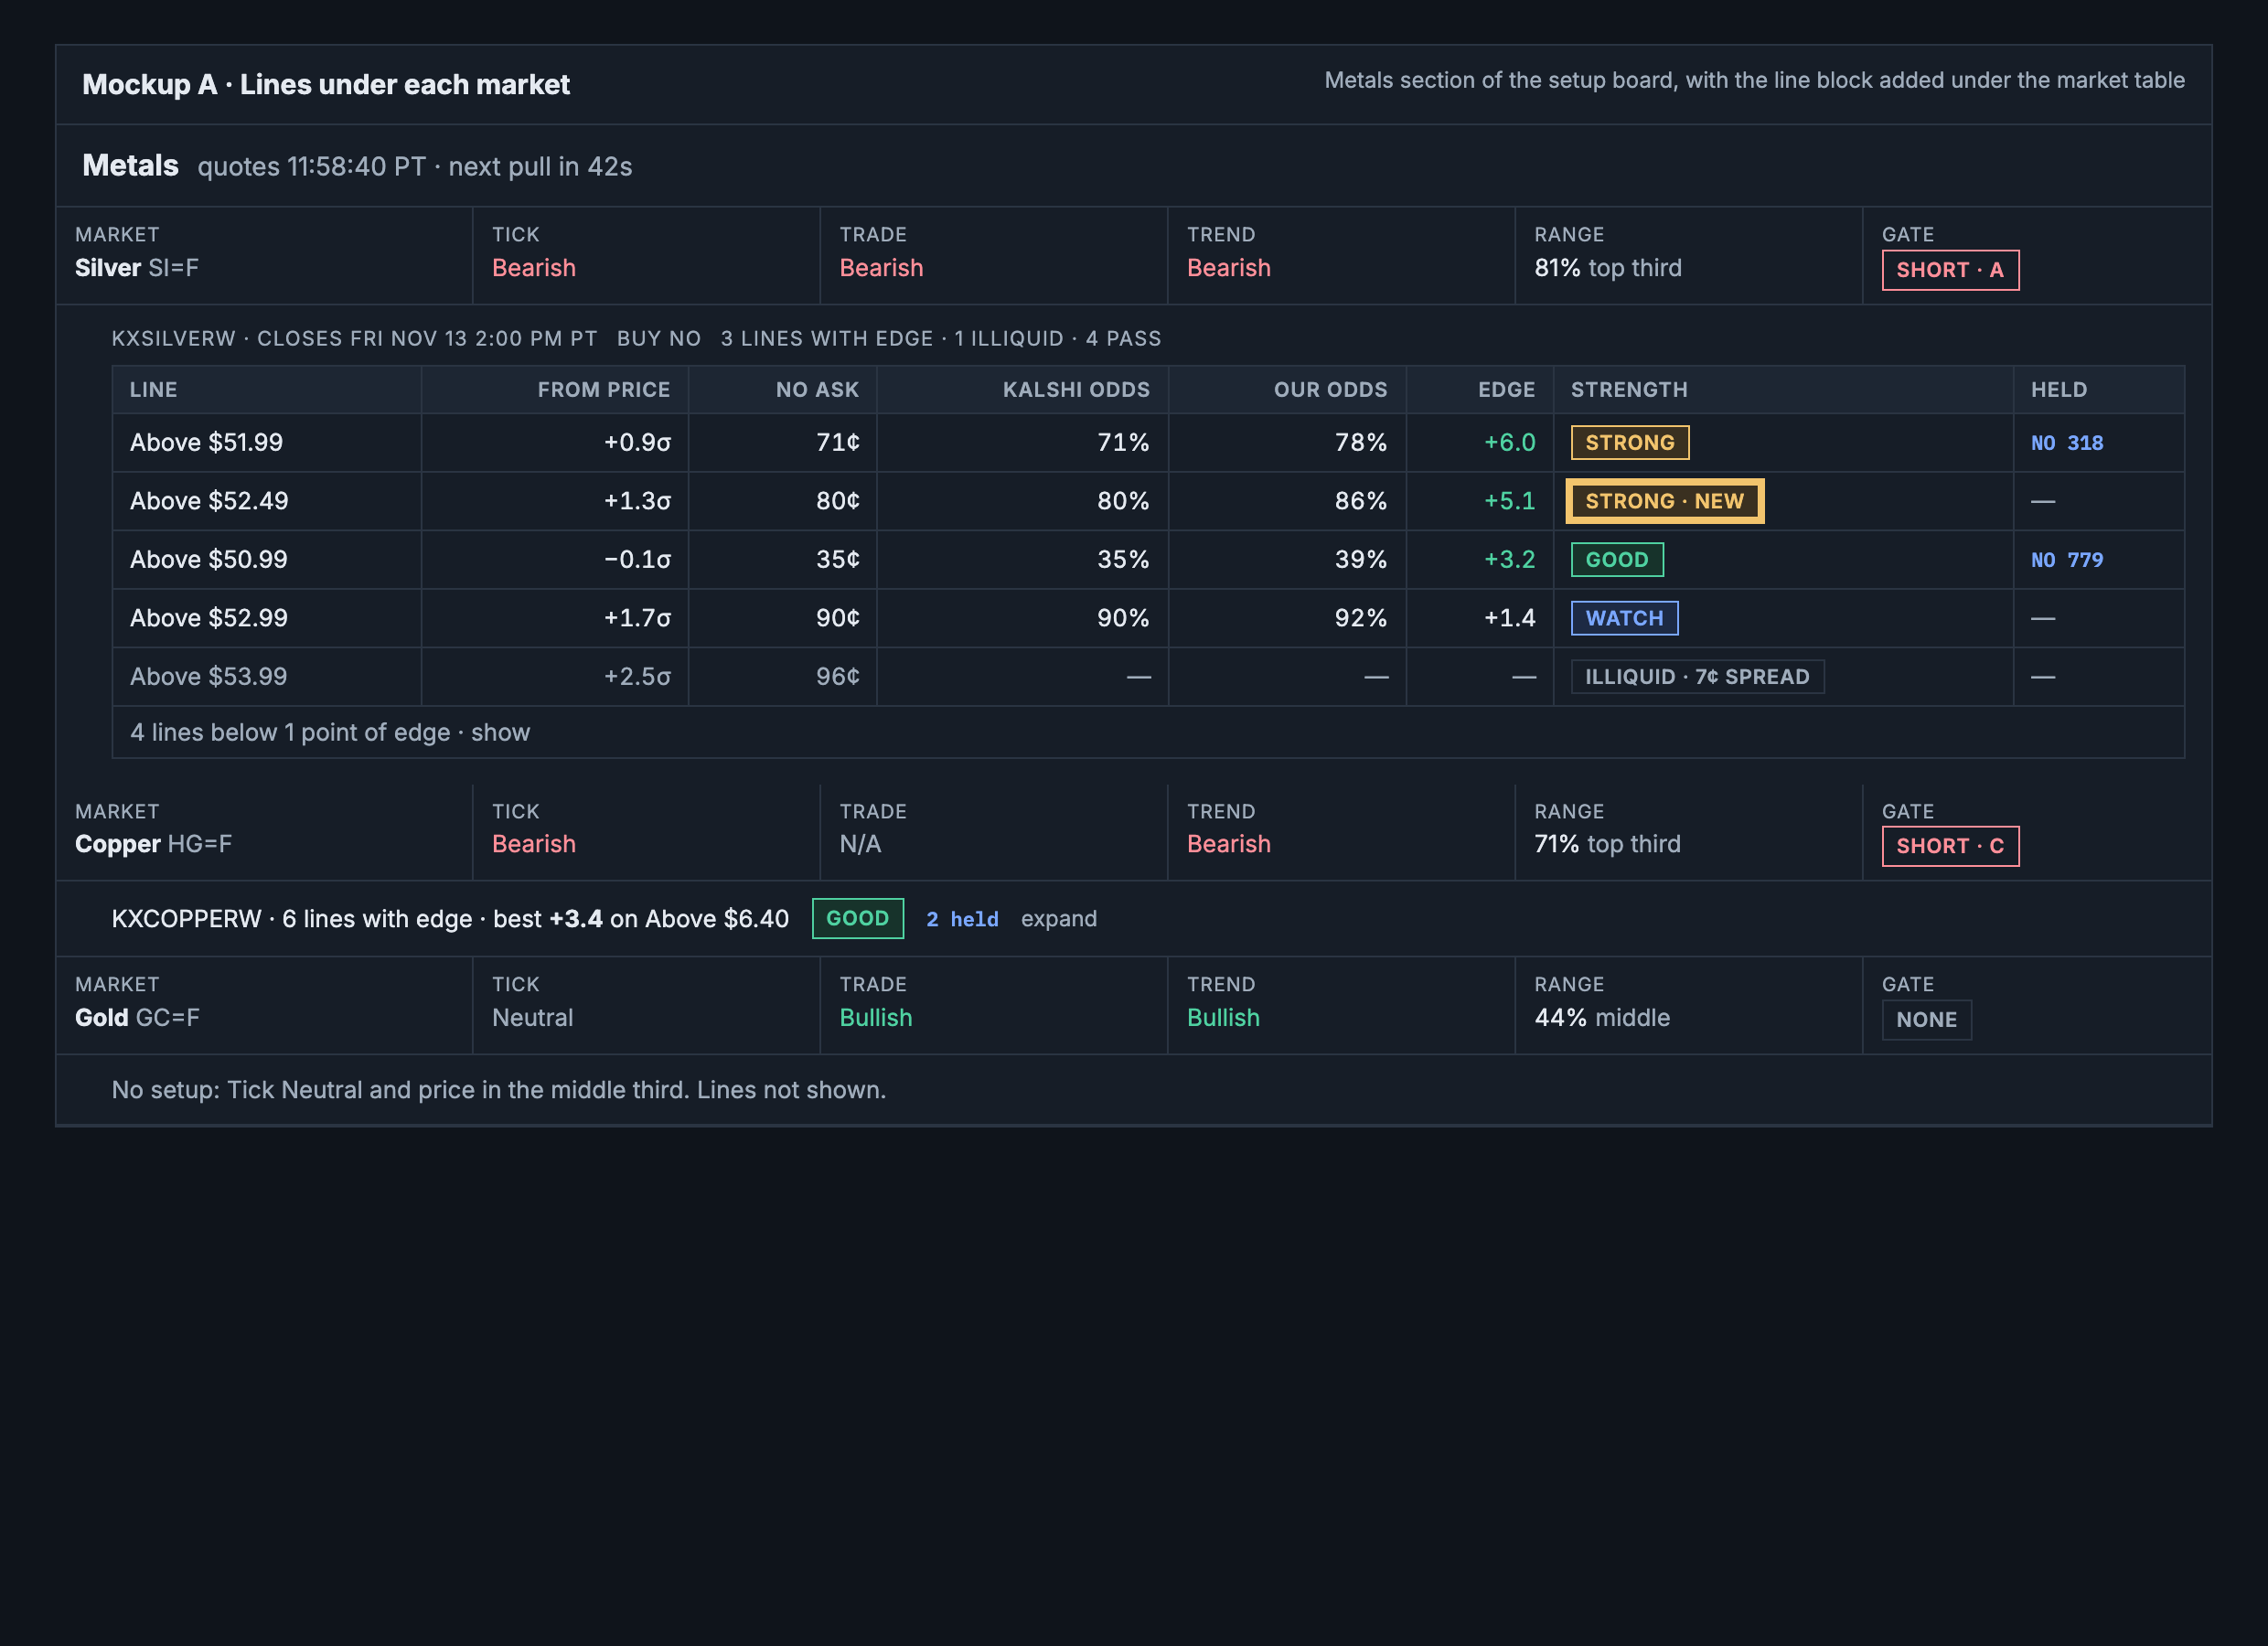 Mockup A · Lines under each market
Metals section of the setup board, with the line block added under the market table
Metals quotes 11:58:40 PT · next pull in 42s
MARKET TICK TRADE TREND RANGE GATE
Silver SI=F Bearish Bearish Bearish 81% top third SHORT · A
KXSILVERW · CLOSES FRI NOV 13 2:00 PM PT BUY NO 3 LINES WITH EDGE · 1 ILLIQUID · 4 PASS
LINE FROM PRICE NO ASK KALSHI ODDS OUR ODDS EDGE STRENGTH HELD
Above $51.99 +0.9σ 71¢ 71% 78% +6.0 STRONG NO 318
Above $52.49 +1.3σ 80¢ 80% 86% +5.1 STRONG · NEW —
Above $50.99 −0.1σ 35¢ 35% 39% +3.2 GOOD NO 779
Above $52.99 +1.7σ 90¢ 90% 92% +1.4 WATCH —
Above $53.99 +2.5σ 96¢ — — — ILLIQUID · 7¢ SPREAD —
4 lines below 1 point of edge · show
MARKET TICK TRADE TREND RANGE GATE
Copper HG=F Bearish N/A Bearish 71% top third SHORT · C
KXCOPPERW · 6 lines with edge · best +3.4 on Above $6.40 GOOD 2 held expand
MARKET TICK TRADE TREND RANGE GATE
Gold GC=F Neutral Bullish Bullish 44% middle NONE
No setup: Tick Neutral and price in the middle third. Lines not shown.